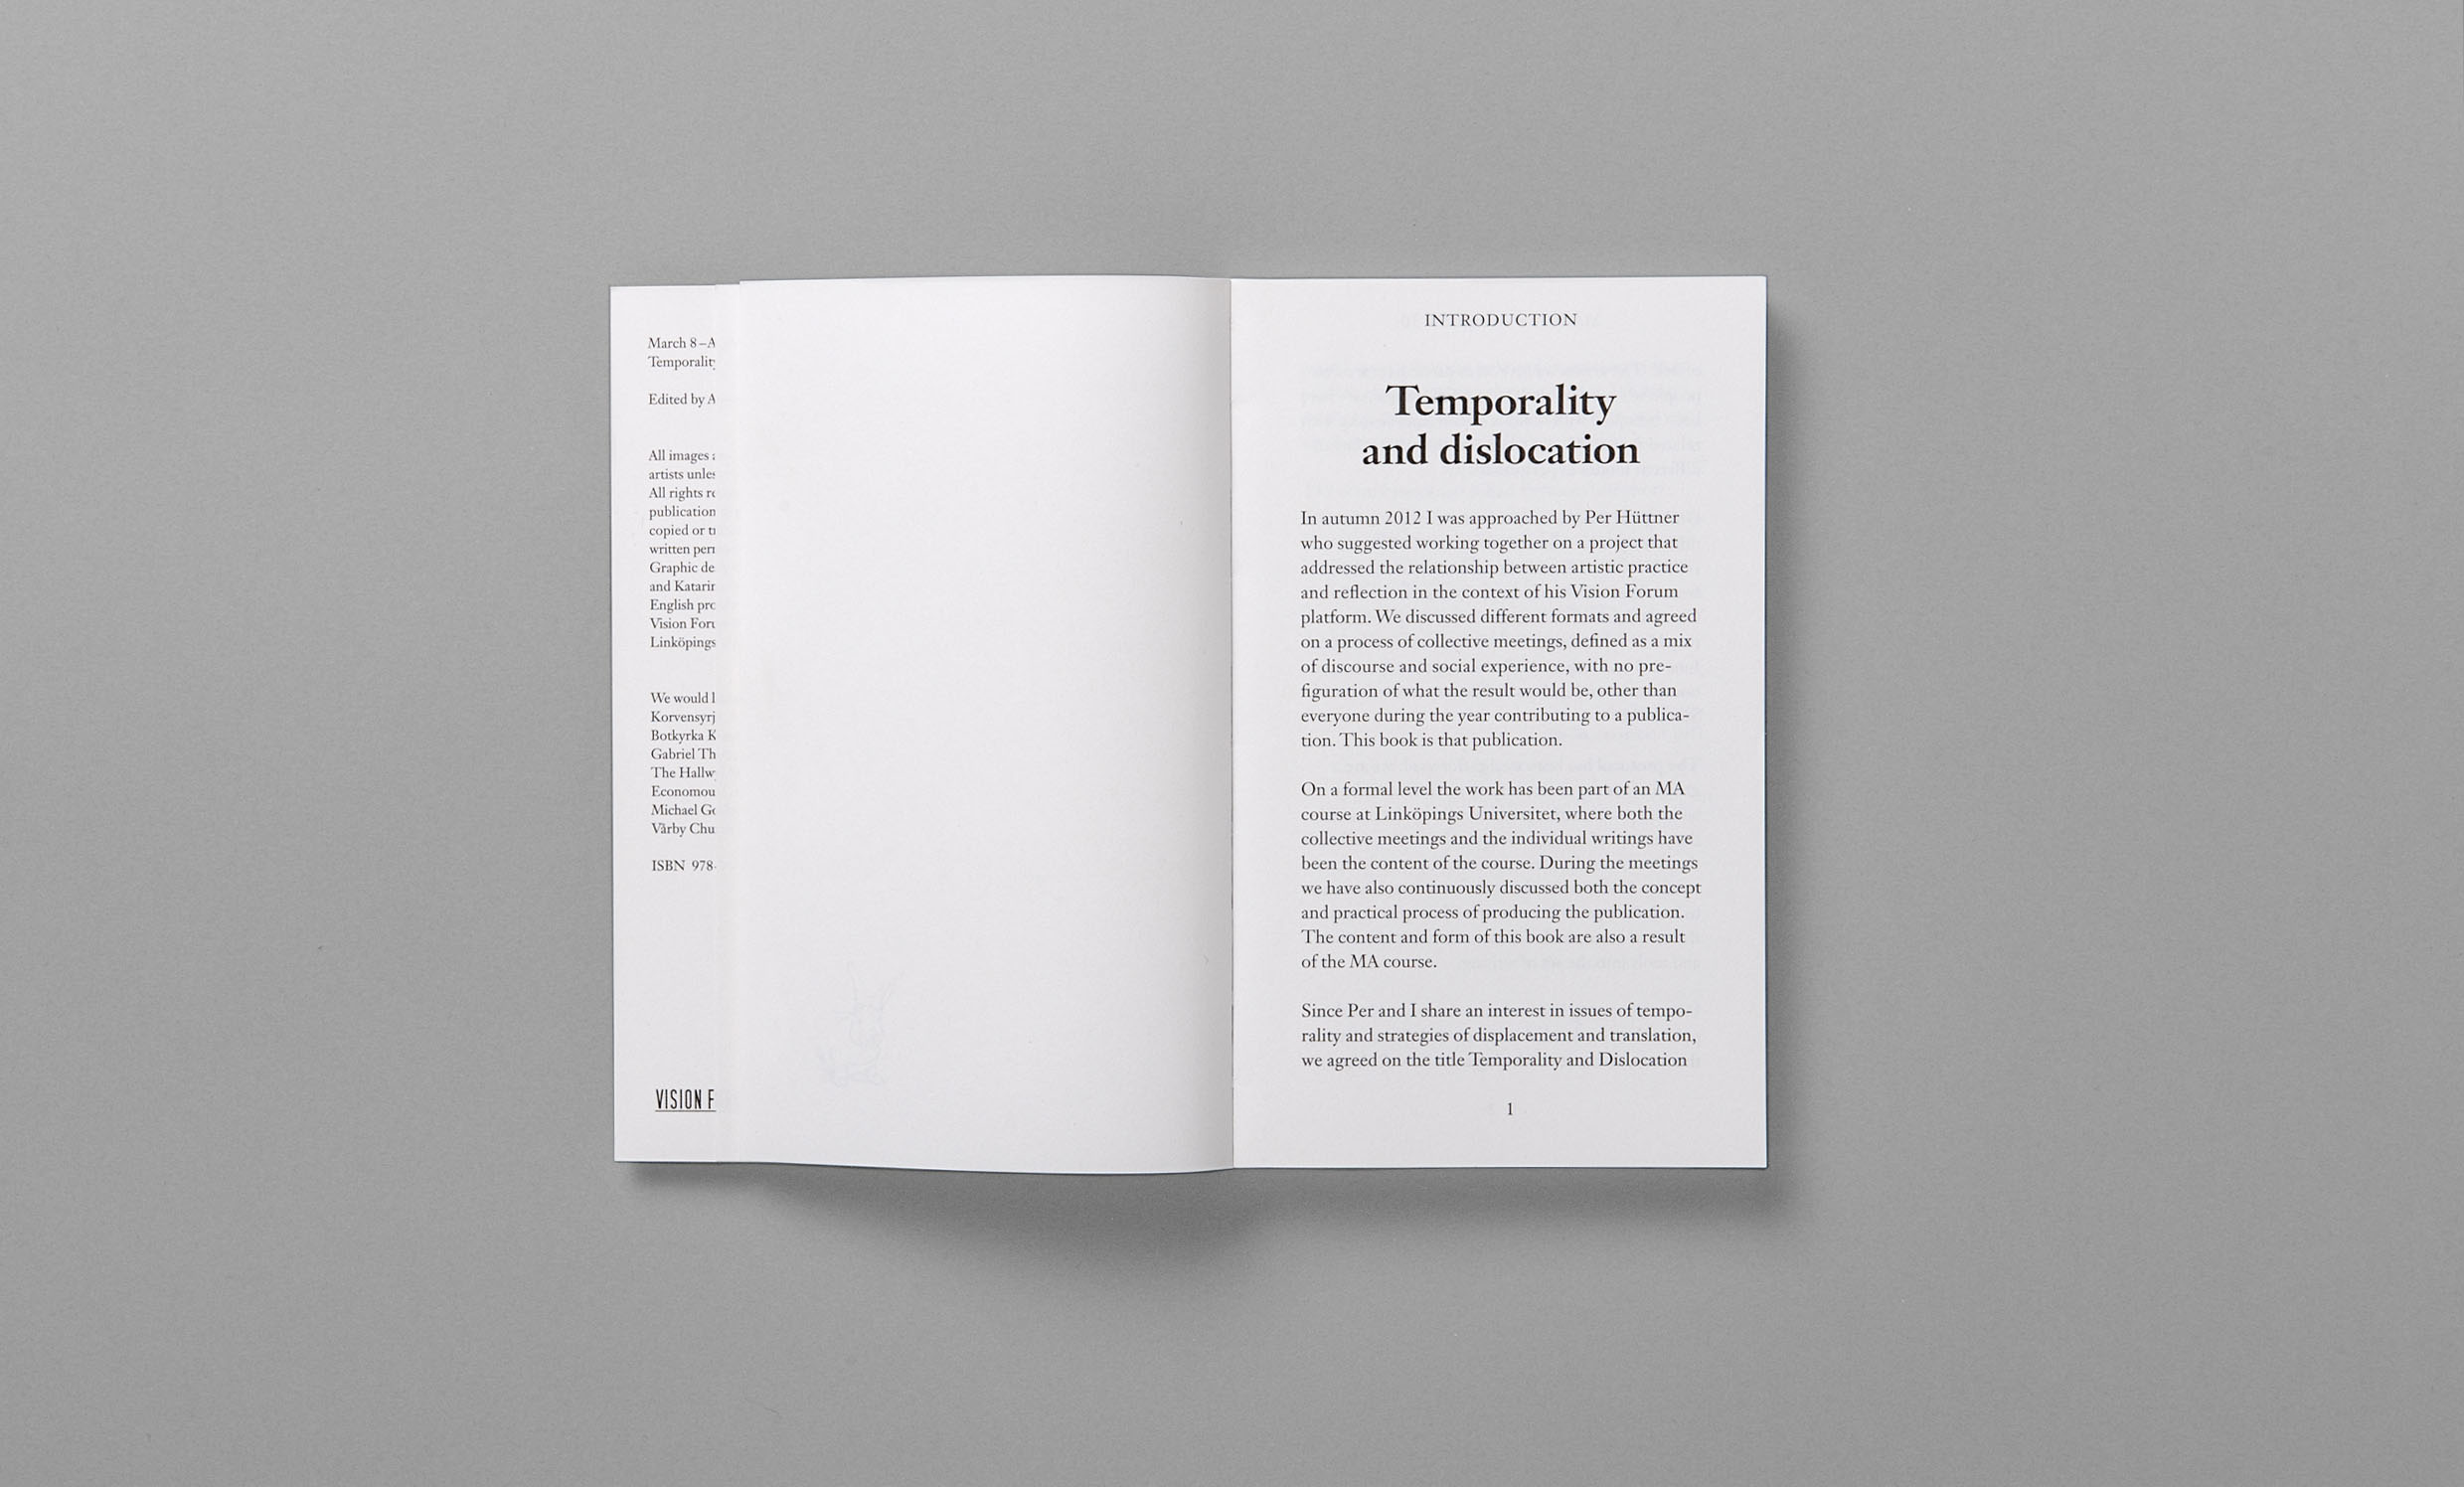 March 8–A
Temporalit
Edited by A
All images
artists unle
All rights r
publication
copied or t
written per
Graphic de
and Katarin
English pro
Vision For
Linköpings
We would l
Korvensyrj
Botkyrka K
Gabriel Th
The Hallw
Economou
Michael G
Vårby Chu
ISBN 978-
VISION F
INTRODUCTION
Temporality
and dislocation
In autumn 2012 I was approached by Per Hüttner
who suggested working together on a project that
addressed the relationship between artistic practice
and reflection in the context of his Vision Forum
platform. We discussed different formats and agreed
on a process of collective meetings, defined as a mix
of discourse and social experience, with no pre-
figuration of what the result would be, other than
everyone during the year contributing to a publica-
tion. This book is that publication.
On a formal level the work has been part of an MA
course at Linköpings Universitet, where both the
collective meetings and the individual writings have
been the content of the course. During the meetings
we have also continuously discussed both the concept
and practical process of producing the publication.
The content and form of this book are also a result
of the MA course.
Since Per and I share an interest in issues of tempo-
rality and strategies of displacement and translation,
we agreed on the title Temporality and Dislocation
1